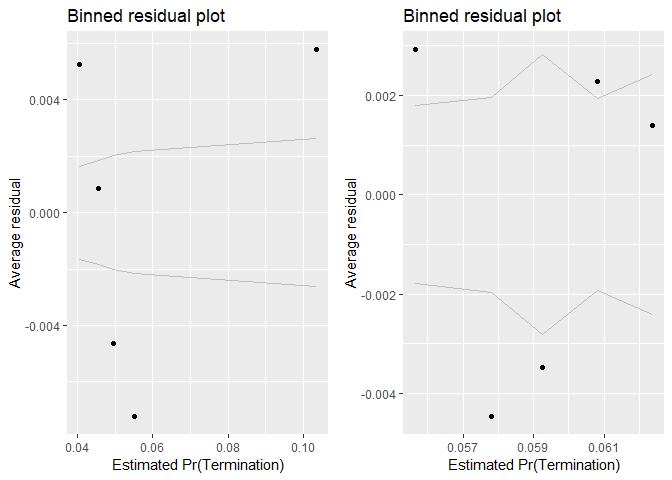 Binned residual plot
Average residual
0.004
0.000
-0.004
0.04
0.06
0.08
0.10
Estimated Pr(Termination)
Binned residual plot
Average residual
0.002
0.000
-0.002
-0.004
0.057
0.059
0.061
Estimated Pr(Termination)